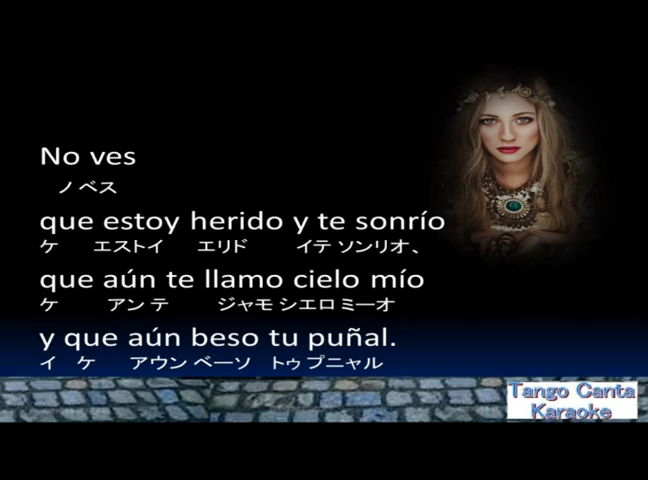 No ves
ノ ベス
que estoy herido y te sonrío
ケ エストイ エリド イテ ソンリオ、
que aún te llamo cielo mío
ケ アン テ ジャモ シエロ ミーオ
y que aún beso tu puñal.
イ ケ アウン ベーソ トゥ プニャル
Tango Canta
Karaoke